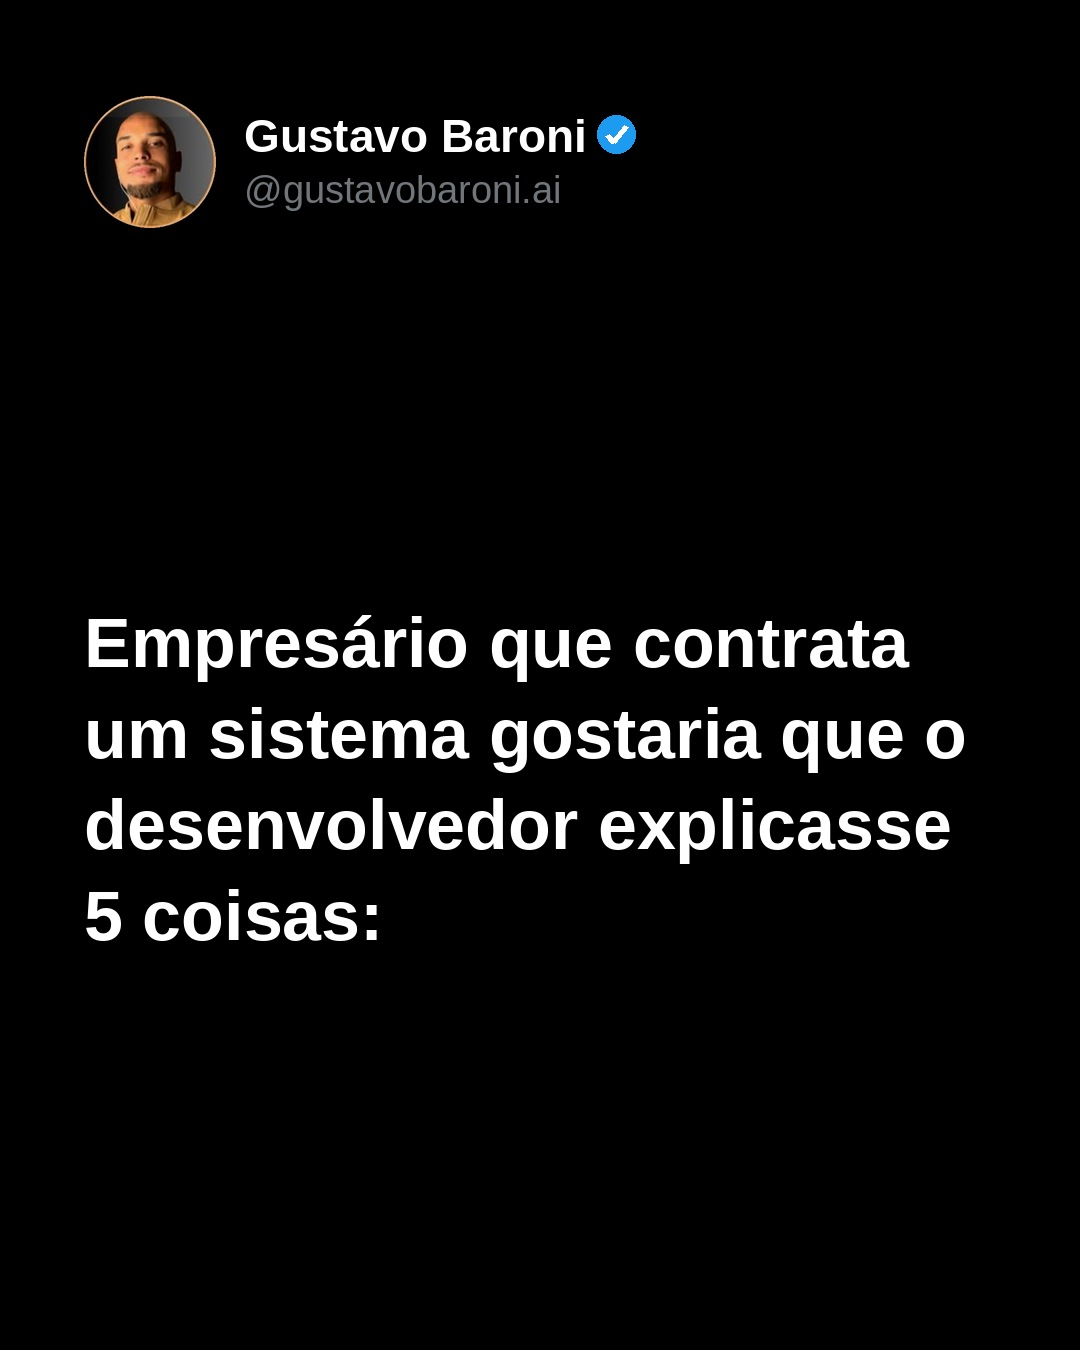 Gustavo Baroni
@gustavobaroni.ai
Empresário que contrata
um sistema gostaria que o
desenvolvedor explicasse
5 coisas: